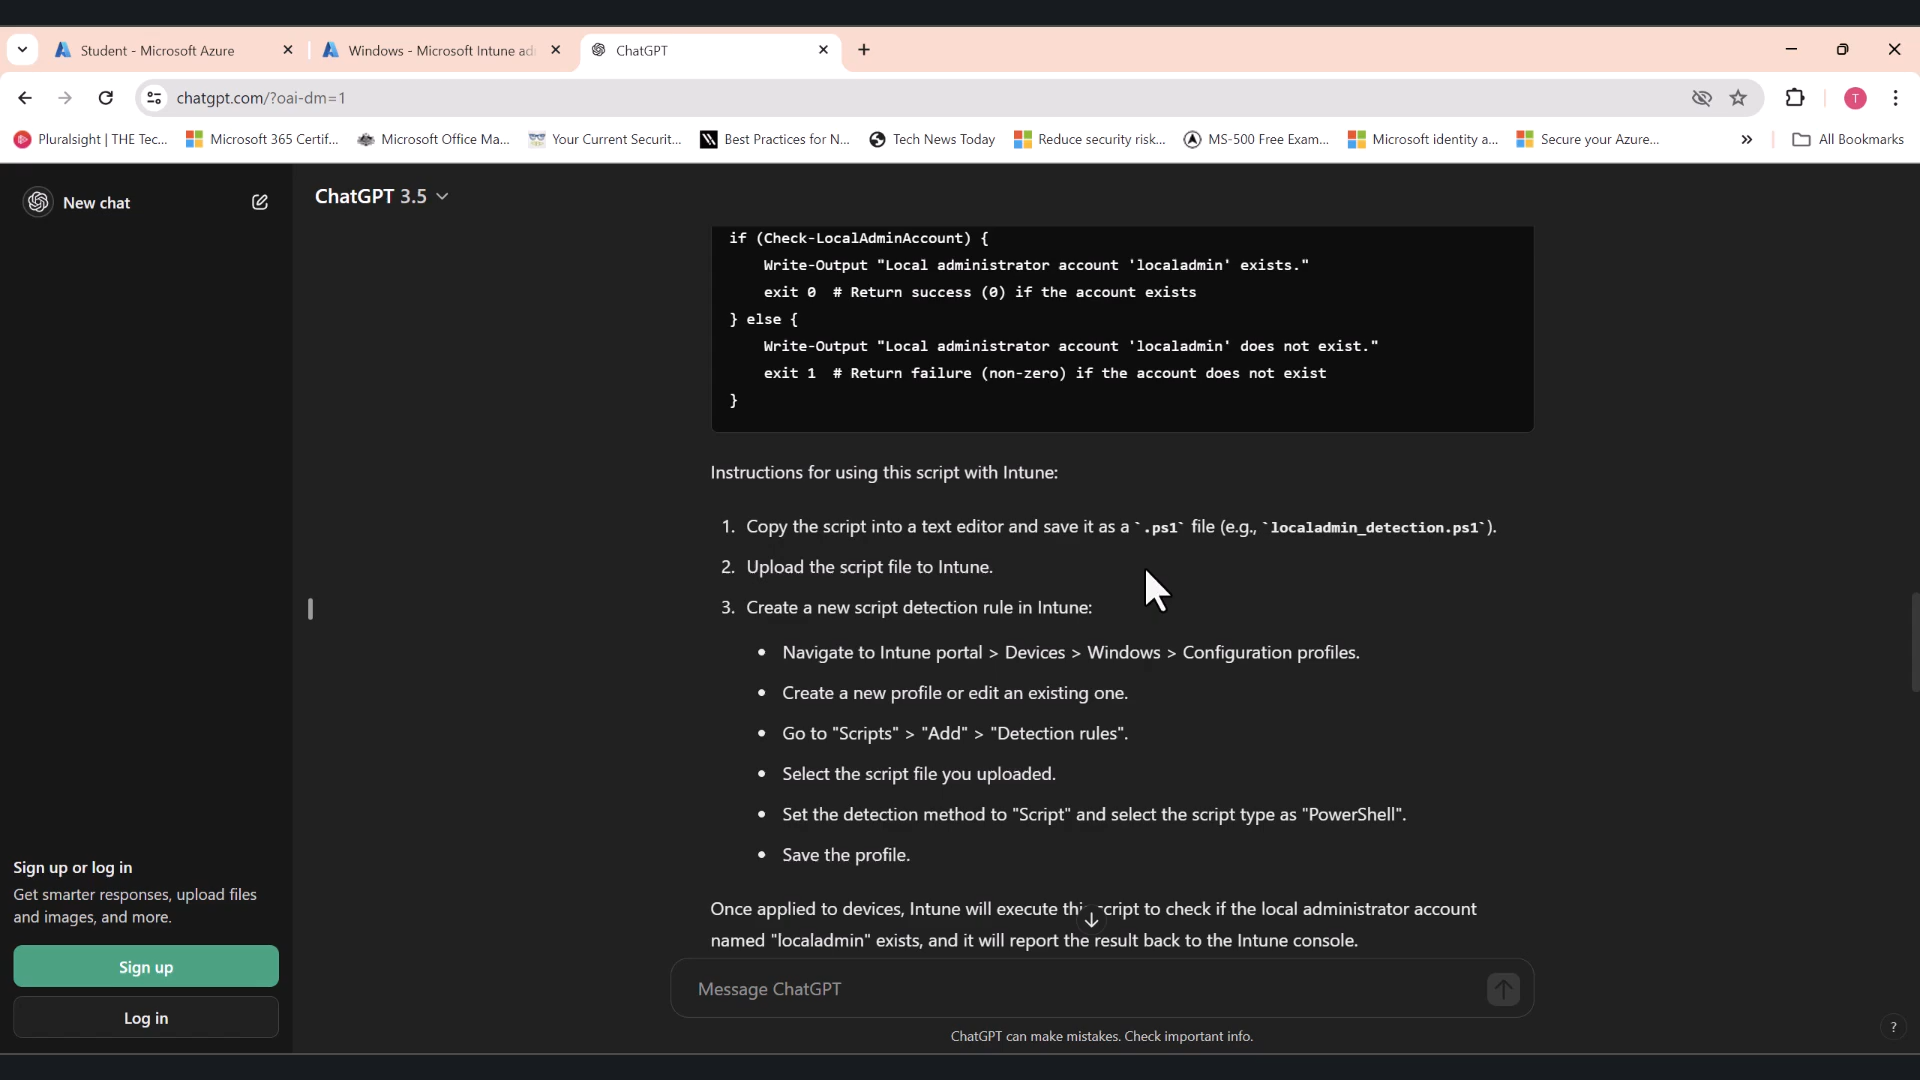 Student - Microsoft Azure
Windows - Microsoft Intune ad
ChatGPT
chatgpt.com/?oai-dm=1
T
Pluralsight | THE Tec...
Microsoft 365 Certif...
Microsoft Office Ma...
Your Current Securit...
Best Practices for N...
Tech News Today
Reduce security risk...
MS-500 Free Exam...
Microsoft identity a...
Secure your Azure...
»
All Bookmarks
New chat
ChatGPT 3.5
if (Check-LocalAdminAccount) {
Write-Output "Local administrator account 'localadmin' exists."
exit 0 # Return success (0) if the account exists
} else {
Write-Output "Local administrator account 'localadmin' does not exist."
exit 1 # Return failure (non-zero) if the account does not exist
}
Instructions for using this script with Intune:
1. Copy the script into a text editor and save it as a `.ps1` file (e.g., `localadmin_detection.ps1`).
2. Upload the script file to Intune.
3. Create a new script detection rule in Intune:
• Navigate to Intune portal > Devices > Windows > Configuration profiles.
• Create a new profile or edit an existing one.
• Go to "Scripts" > "Add" > "Detection rules".
• Select the script file you uploaded.
• Set the detection method to "Script" and select the script type as "PowerShell".
• Save the profile.
Once applied to devices, Intune will execute this script to check if the local administrator account
named "localadmin" exists, and it will report the result back to the Intune console.
Sign up or log in
Get smarter responses, upload files
and images, and more.
Sign up
Log in
Message ChatGPT
ChatGPT can make mistakes. Check important info.
?